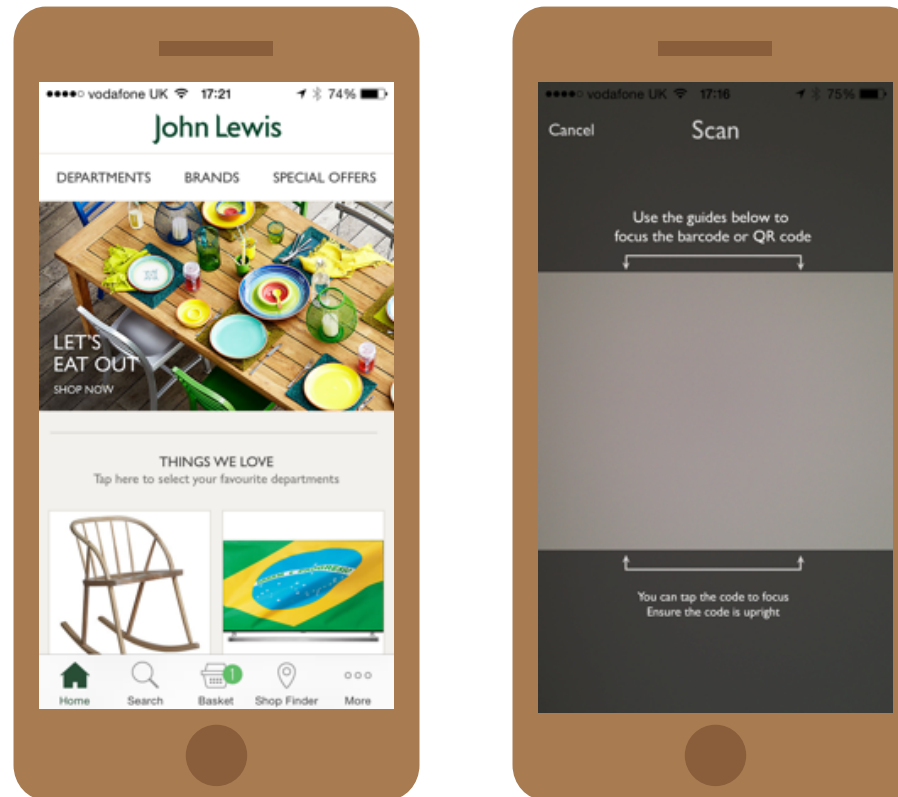 vodafone UK 17:21 74%
John Lewis
DEPARTMENTS BRANDS SPECIAL OFFERS
LET'S
EAT OUT
SHOP NOW
THINGS WE LOVE
Tap here to select your favourite departments
1
Home Search Basket Shop Finder More
vodafone UK 17:16 75%
Cancel Scan
Use the guides below to
focus the barcode or QR code
You can tap the code to focus
Ensure the code is upright